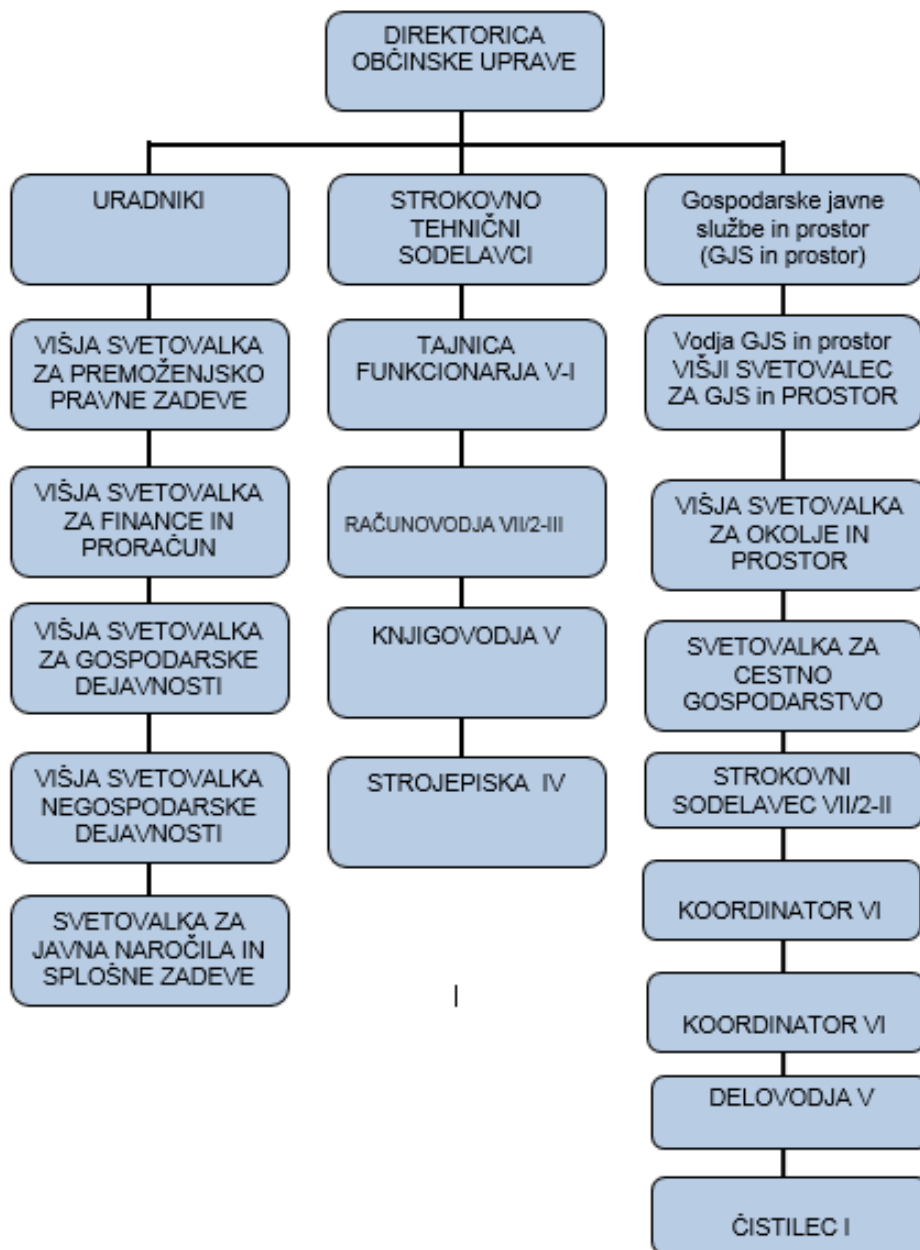 DIREKTORICA
OBČINSKE UPRAVE
URADNIKI
VIŠJA SVETOVALKA
ZA PREMOŽENJSKO
PRAVNE ZADEVE
VIŠJA SVETOVALKA
ZA FINANCE IN
PRORAČUN
VIŠJA SVETOVALKA
ZA GOSPODARSKE
DEJAVNOSTI
VIŠJA SVETOVALKA
NEGOSPODARSKE
DEJAVNOSTI
SVETOVALKA ZA
JAVNA NAROČILA IN
SPLOŠNE ZADEVE
STROKOVNO
TEHNIČNI
SODELAVCI
TAJNICA
FUNKCIONARJA V-I
RAČUNOVODJA VII/2-III
KNJIGOVODJA V
STROJEPISKA IV
Gospodarske javne
službe in prostor
(GJS in prostor)
Vodja GJS in prostor
VIŠJI SVETOVALEC
ZA GJS in PROSTOR
VIŠJA SVETOVALKA
ZA OKOLJE IN
PROSTOR
SVETOVALKA ZA
CESTNO
GOSPODARSTVO
STROKOVNI
SODELAVEC VII/2-II
KOORDINATOR VI
KOORDINATOR VI
DELOVODJA V
ČISTILEC I